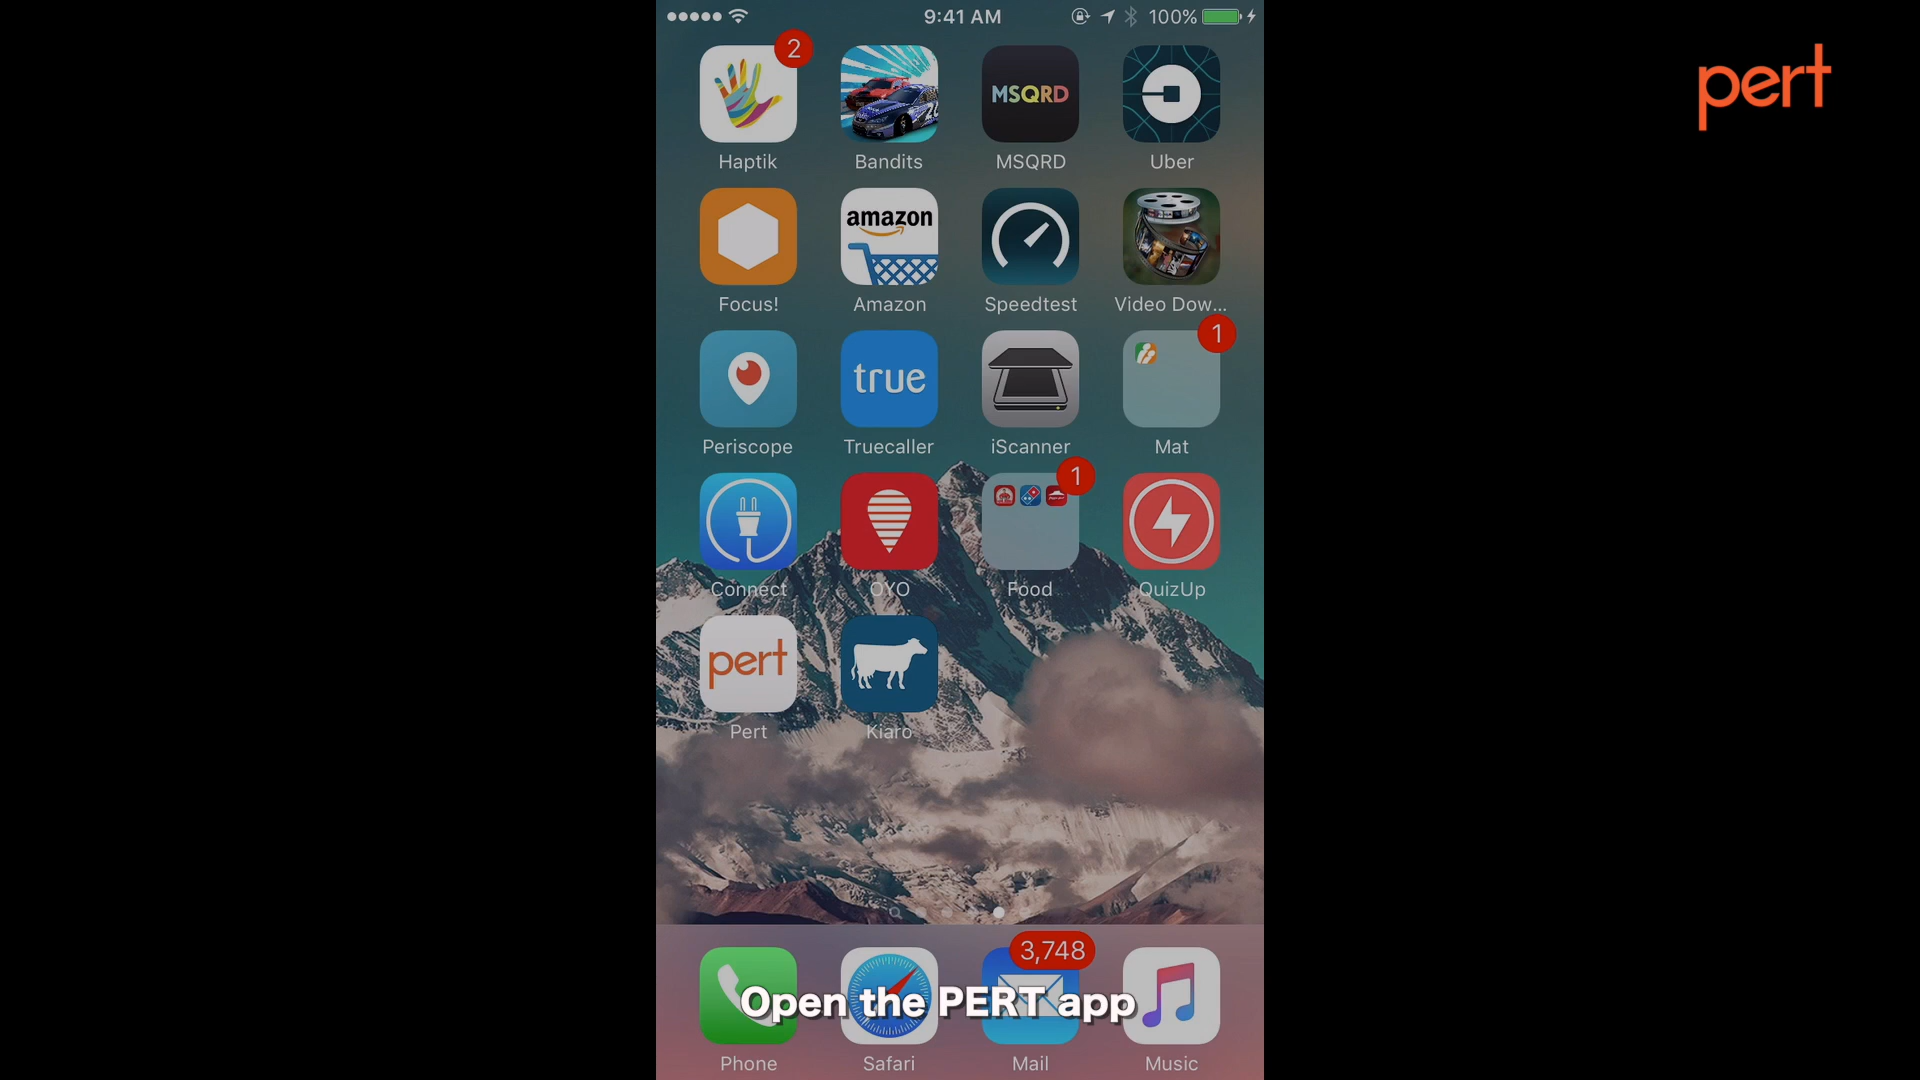 9:41 AM 100%
pert
2
MSQRD
Haptik Bandits MSQRD Uber
amazon
Focus! Amazon Speedtest Video Dow...
1
true
Periscope Truecaller iScanner Mat
1
Connect OYO Food QuizUp
pert
Pert Kiaro
3,748
Open the PERT app
Phone Safari Mail Music